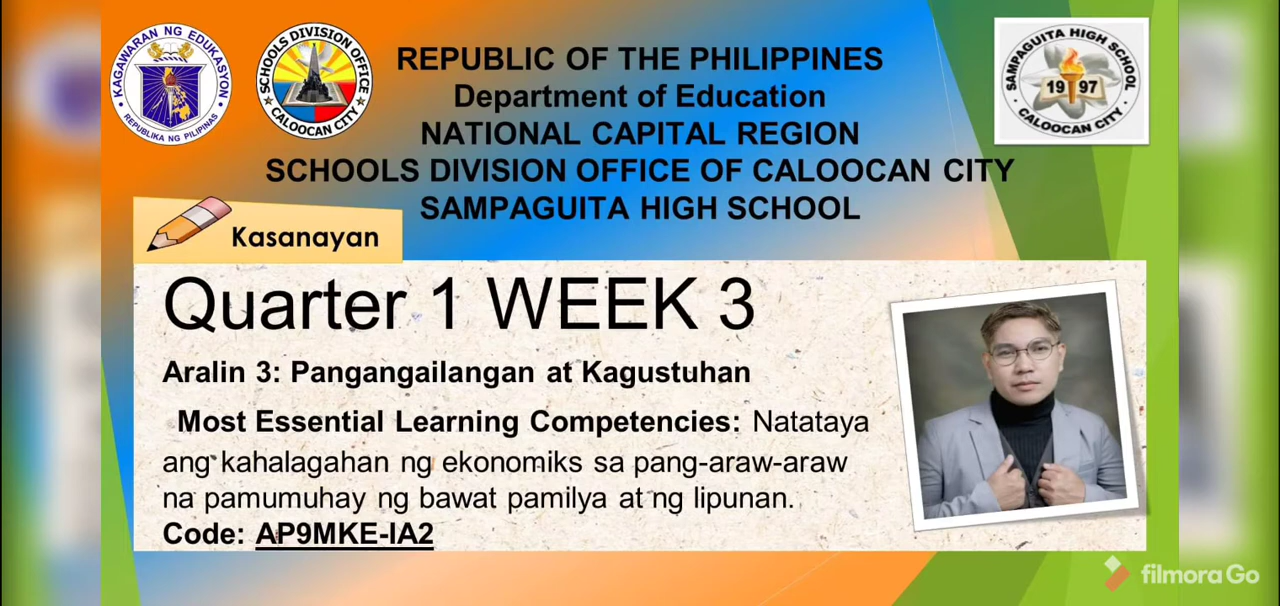 KAGAWARAN NG EDUKASYON
REPUBLIKA NG PILIPINAS
SCHOOLS DIVISION OFFICE
CALOOCAN CITY
REPUBLIC OF THE PHILIPPINES
Department of Education
NATIONAL CAPITAL REGION
SCHOOLS DIVISION OFFICE OF CALOOCAN CITY
SAMPAGUITA HIGH SCHOOL
SAMPAGUITA HIGH SCHOOL
19 97
CALOOCAN CITY
Kasanayan
Quarter 1 WEEK 3
Aralin 3: Pangangailangan at Kagustuhan
Most Essential Learning Competencies: Natataya
ang kahalagahan ng ekonomiks sa pang-araw-araw
na pamumuhay ng bawat pamilya at ng lipunan.
Code: AP9MKE-IA2
filmora Go